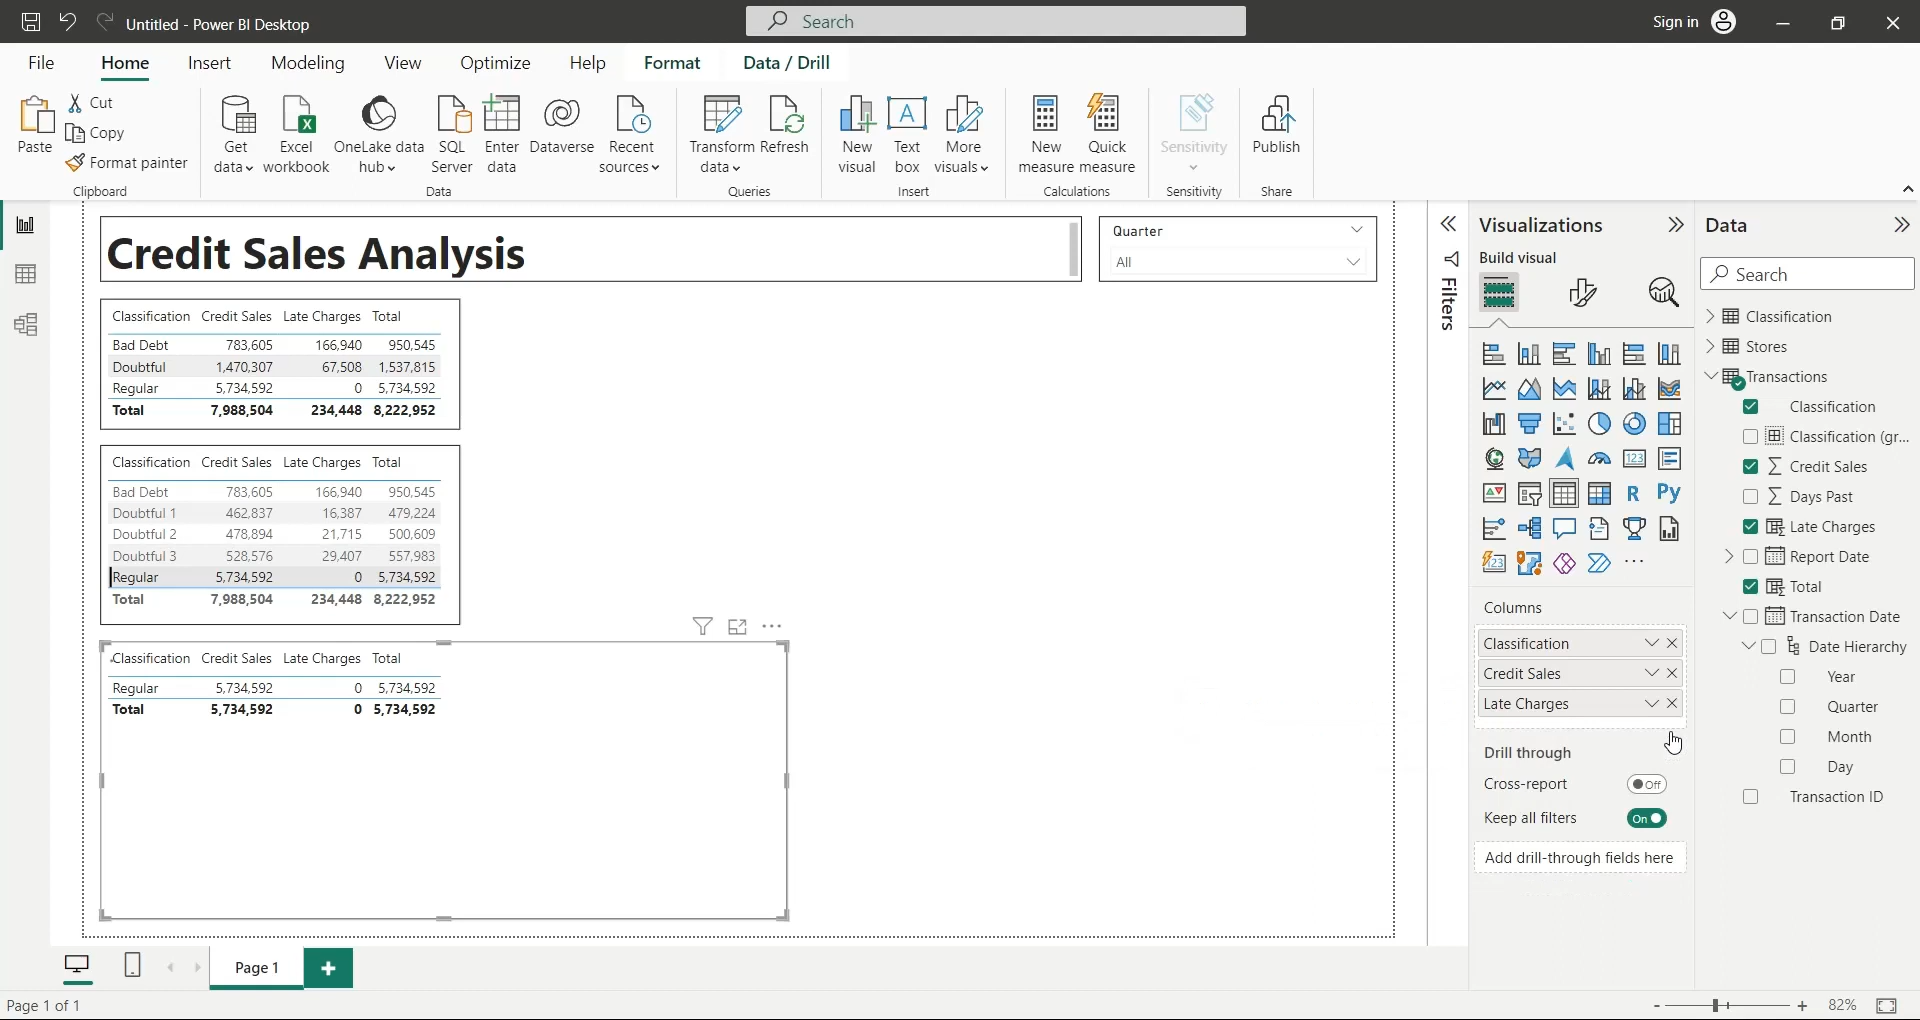 Untitled - Power BI Desktop
Search
Sign in
File Home Insert Modeling View Optimize Help Format Data / Drill
Paste
Cut
Copy
Format painter
Clipboard
Get data
Excel workbook
OneLake data hub
SQL Server
Enter data
Dataverse
Recent sources
Data
Transform data
Refresh
Queries
New visual
Text box
More visuals
Insert
New measure
Quick measure
Calculations
Sensitivity
Sensitivity
Publish
Share
Credit Sales Analysis
Quarter
All
Classification Credit Sales Late Charges Total
Bad Debt 783,605 166,940 950,545
Doubtful 1,470,307 67,508 1,537,815
Regular 5,734,592 0 5,734,592
Total 7,988,504 234,448 8,222,952
Classification Credit Sales Late Charges Total
Bad Debt 783,605 166,940 950,545
Doubtful 1 462,837 16,387 479,224
Doubtful 2 478,894 21,715 500,609
Doubtful 3 528,576 29,407 557,983
Regular 5,734,592 0 5,734,592
Total 7,988,504 234,448 8,222,952
Classification Credit Sales Late Charges Total
Regular 5,734,592 0 5,734,592
Total 5,734,592 0 5,734,592
Filters
Visualizations
Build visual
123
R
Py
123
Columns
Classification
Credit Sales
Late Charges
Drill through
Cross-report Off
Keep all filters On
Add drill-through fields here
Data
Search
Classification
Stores
Transactions
Classification
Classification (gr...
Credit Sales
Days Past
Late Charges
Report Date
Total
Transaction Date
Date Hierarchy
Year
Quarter
Month
Day
Transaction ID
Page 1
Page 1 of 1
82%